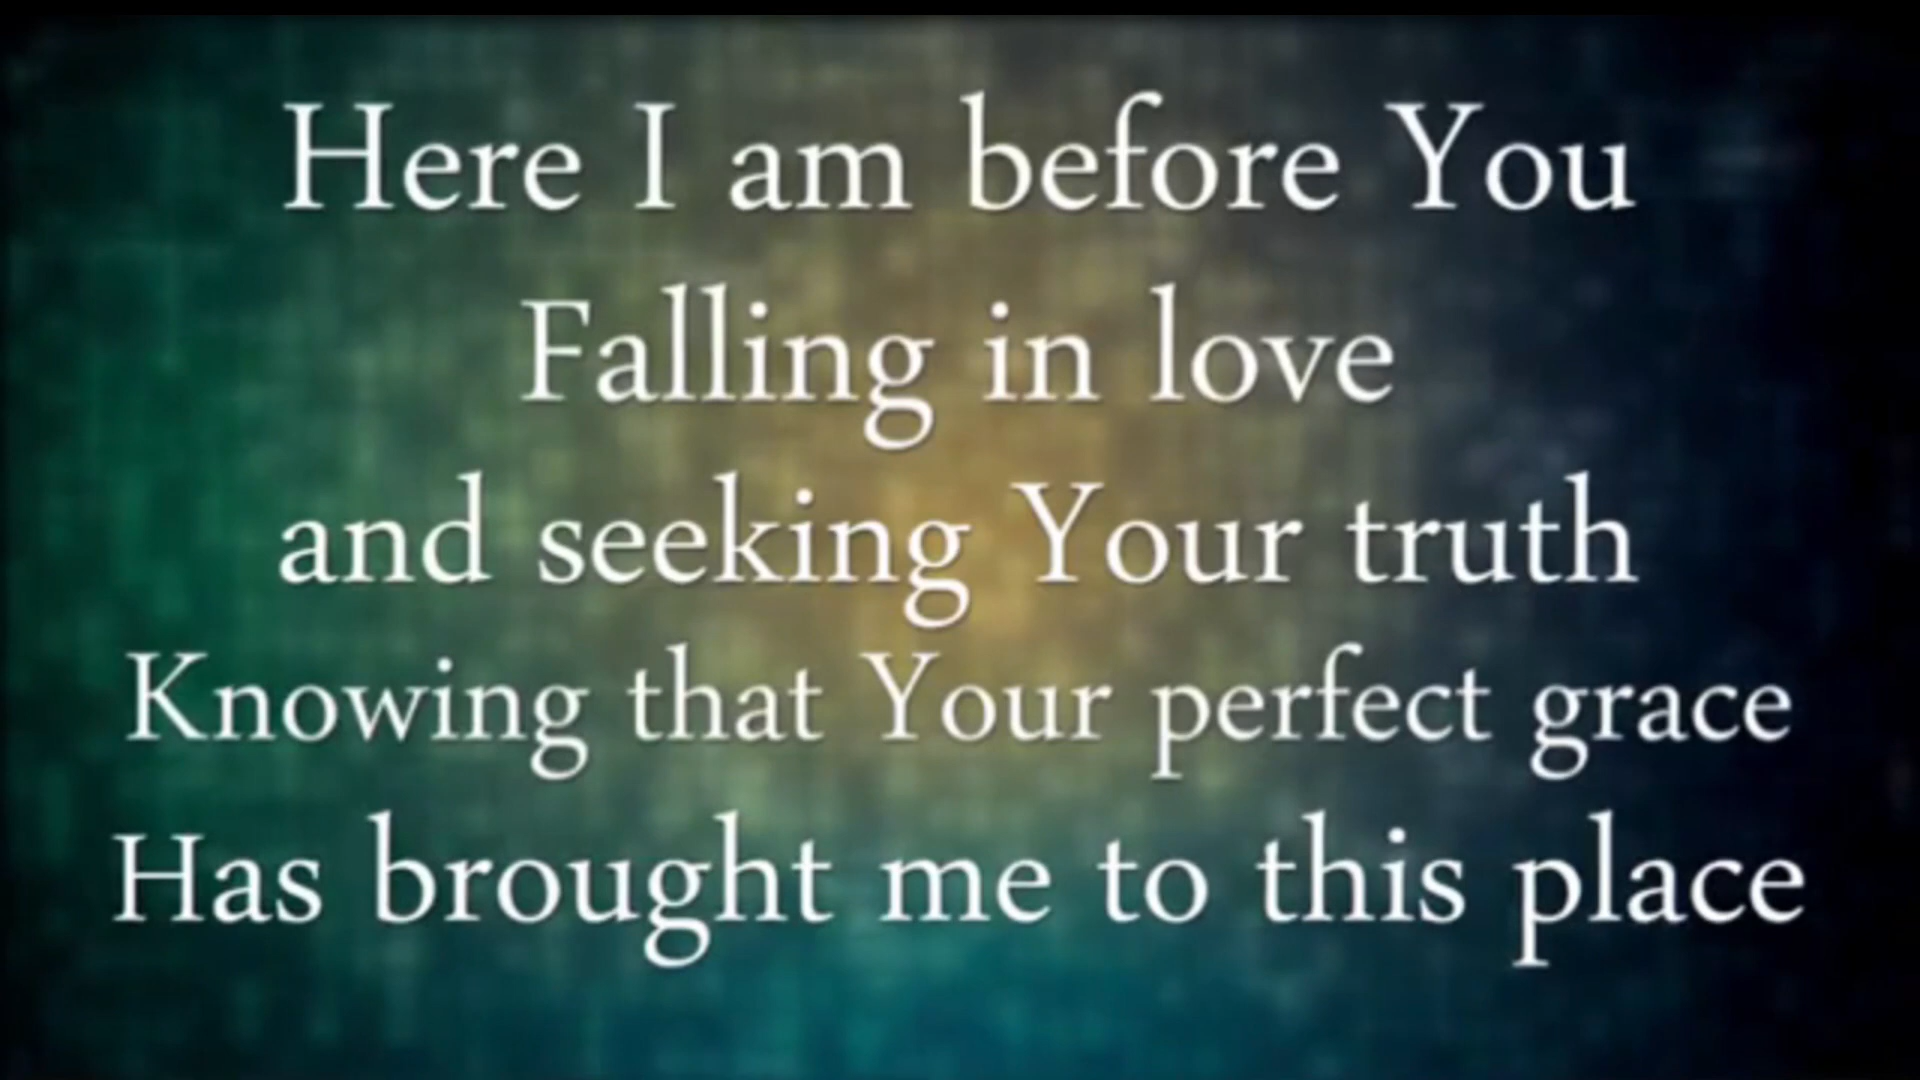 Here I am before You
Falling in love
and seeking Your truth
Knowing that Your perfect grace
Has brought me to this place